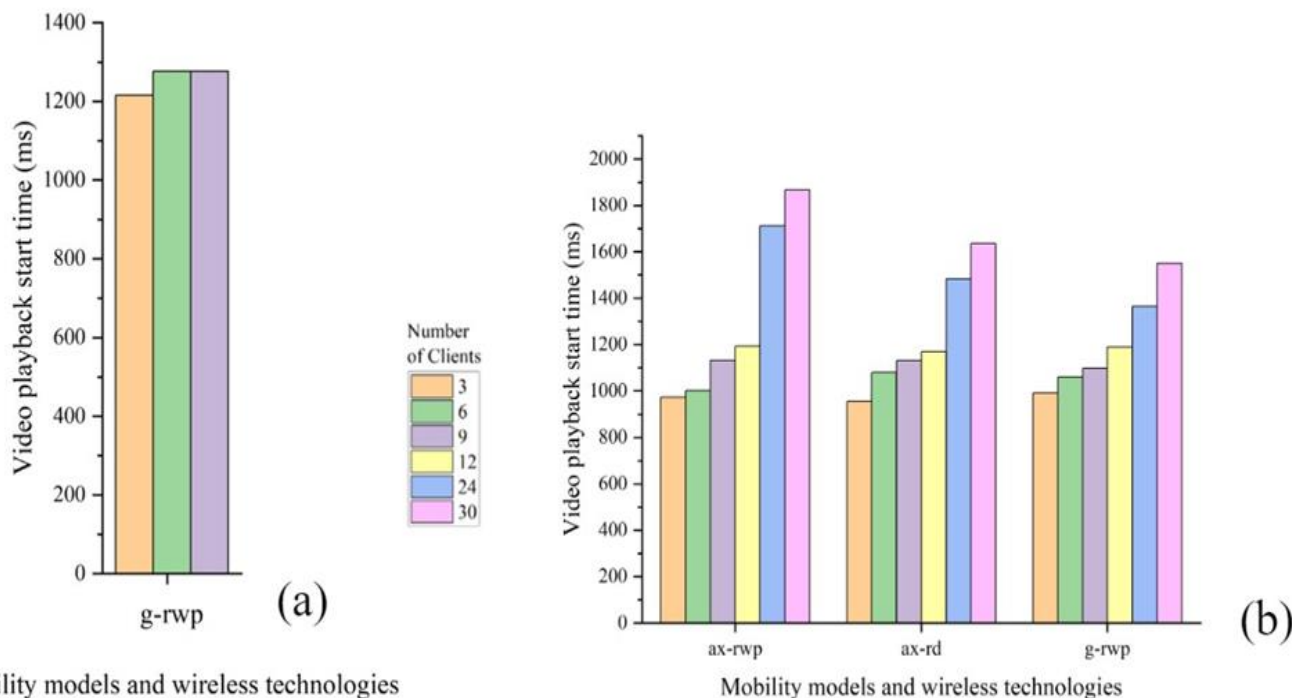 Video playback start time (ms)
1400
1200
1000
800
600
400
200
0
g-rwp
(a)
ility models and wireless technologies
Number
of Clients
3
6
9
12
24
30
Video playback start time (ms)
2000
1800
1600
1400
1200
1000
800
600
400
200
0
ax-rwp ax-rd g-rwp
(b)
Mobility models and wireless technologies